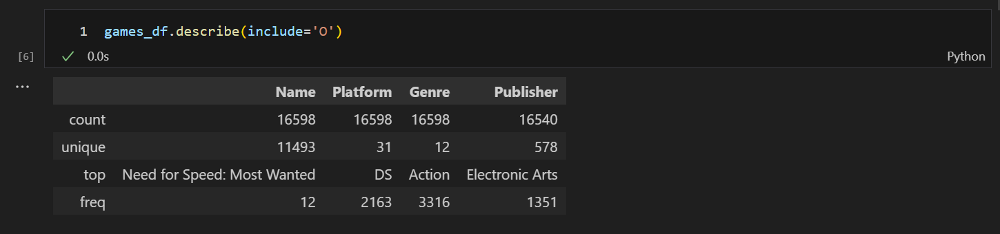 1 games_df.describe(include='O')
[6] 0.0s Python
Name Platform Genre Publisher
count 16598 16598 16598 16540
unique 11493 31 12 578
top Need for Speed: Most Wanted DS Action Electronic Arts
freq 12 2163 3316 1351